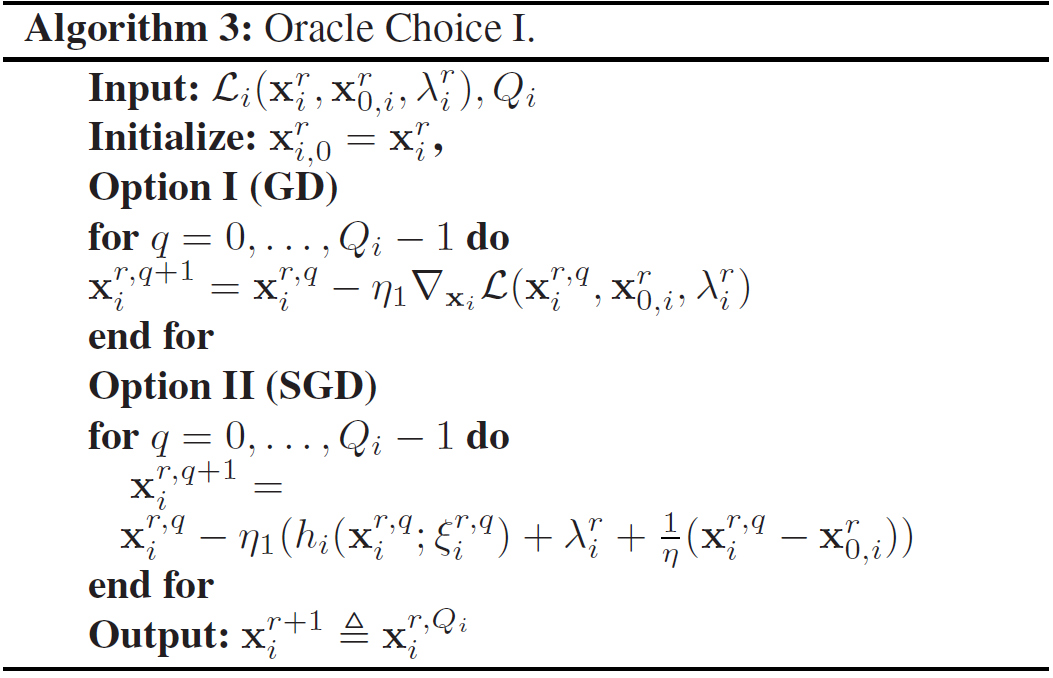 Algorithm 3: Oracle Choice I.
Input: $\mathcal{L}_i(\mathbf{x}_i^r, \mathbf{x}_{0,i}^r, \lambda_i^r), Q_i$
Initialize: $\mathbf{x}_{i,0}^r = \mathbf{x}_i^r$,
Option I (GD)
for $q = 0, \ldots, Q_i - 1$ do
$\mathbf{x}_i^{r,q+1} = \mathbf{x}_i^{r,q} - \eta_1 \nabla_{\mathbf{x}_i} \mathcal{L}(\mathbf{x}_i^{r,q}, \mathbf{x}_{0,i}^r, \lambda_i^r)$
end for
Option II (SGD)
for $q = 0, \ldots, Q_i - 1$ do
$\mathbf{x}_i^{r,q+1} =$
$\mathbf{x}_i^{r,q} - \eta_1 (h_i(\mathbf{x}_i^{r,q}; \xi_i^{r,q}) + \lambda_i^r + \frac{1}{\eta}(\mathbf{x}_i^{r,q} - \mathbf{x}_{0,i}^r))$
end for
Output: $\mathbf{x}_i^{r+1} \triangleq \mathbf{x}_i^{r,Q_i}$